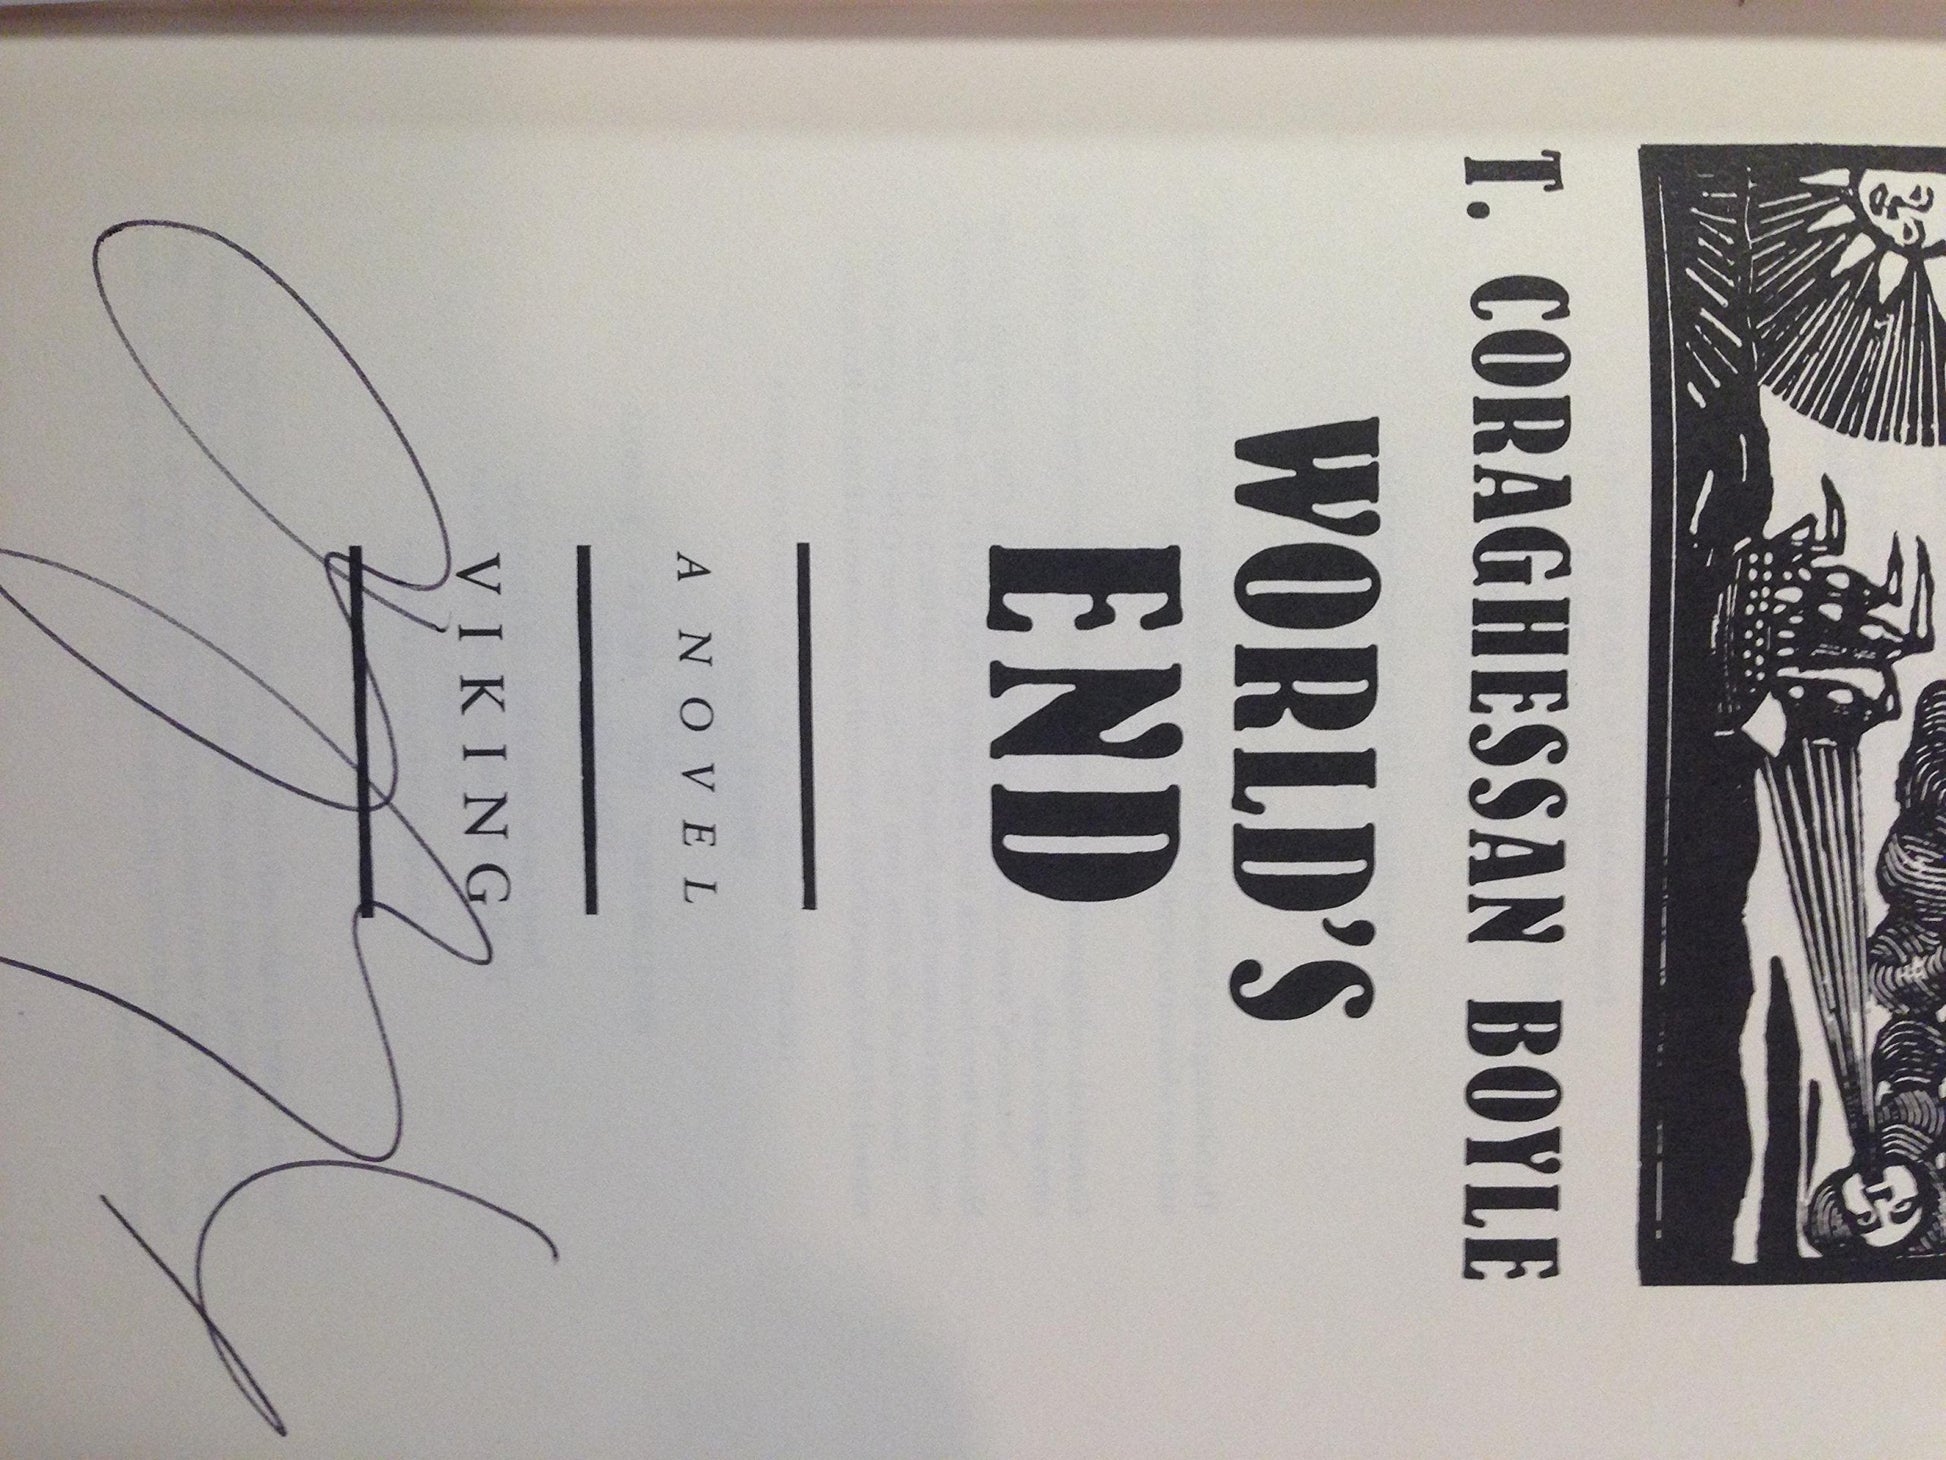 T. CORAGHESSAN BOYLE
WORLD'S
END
A NOVEL
VIKING